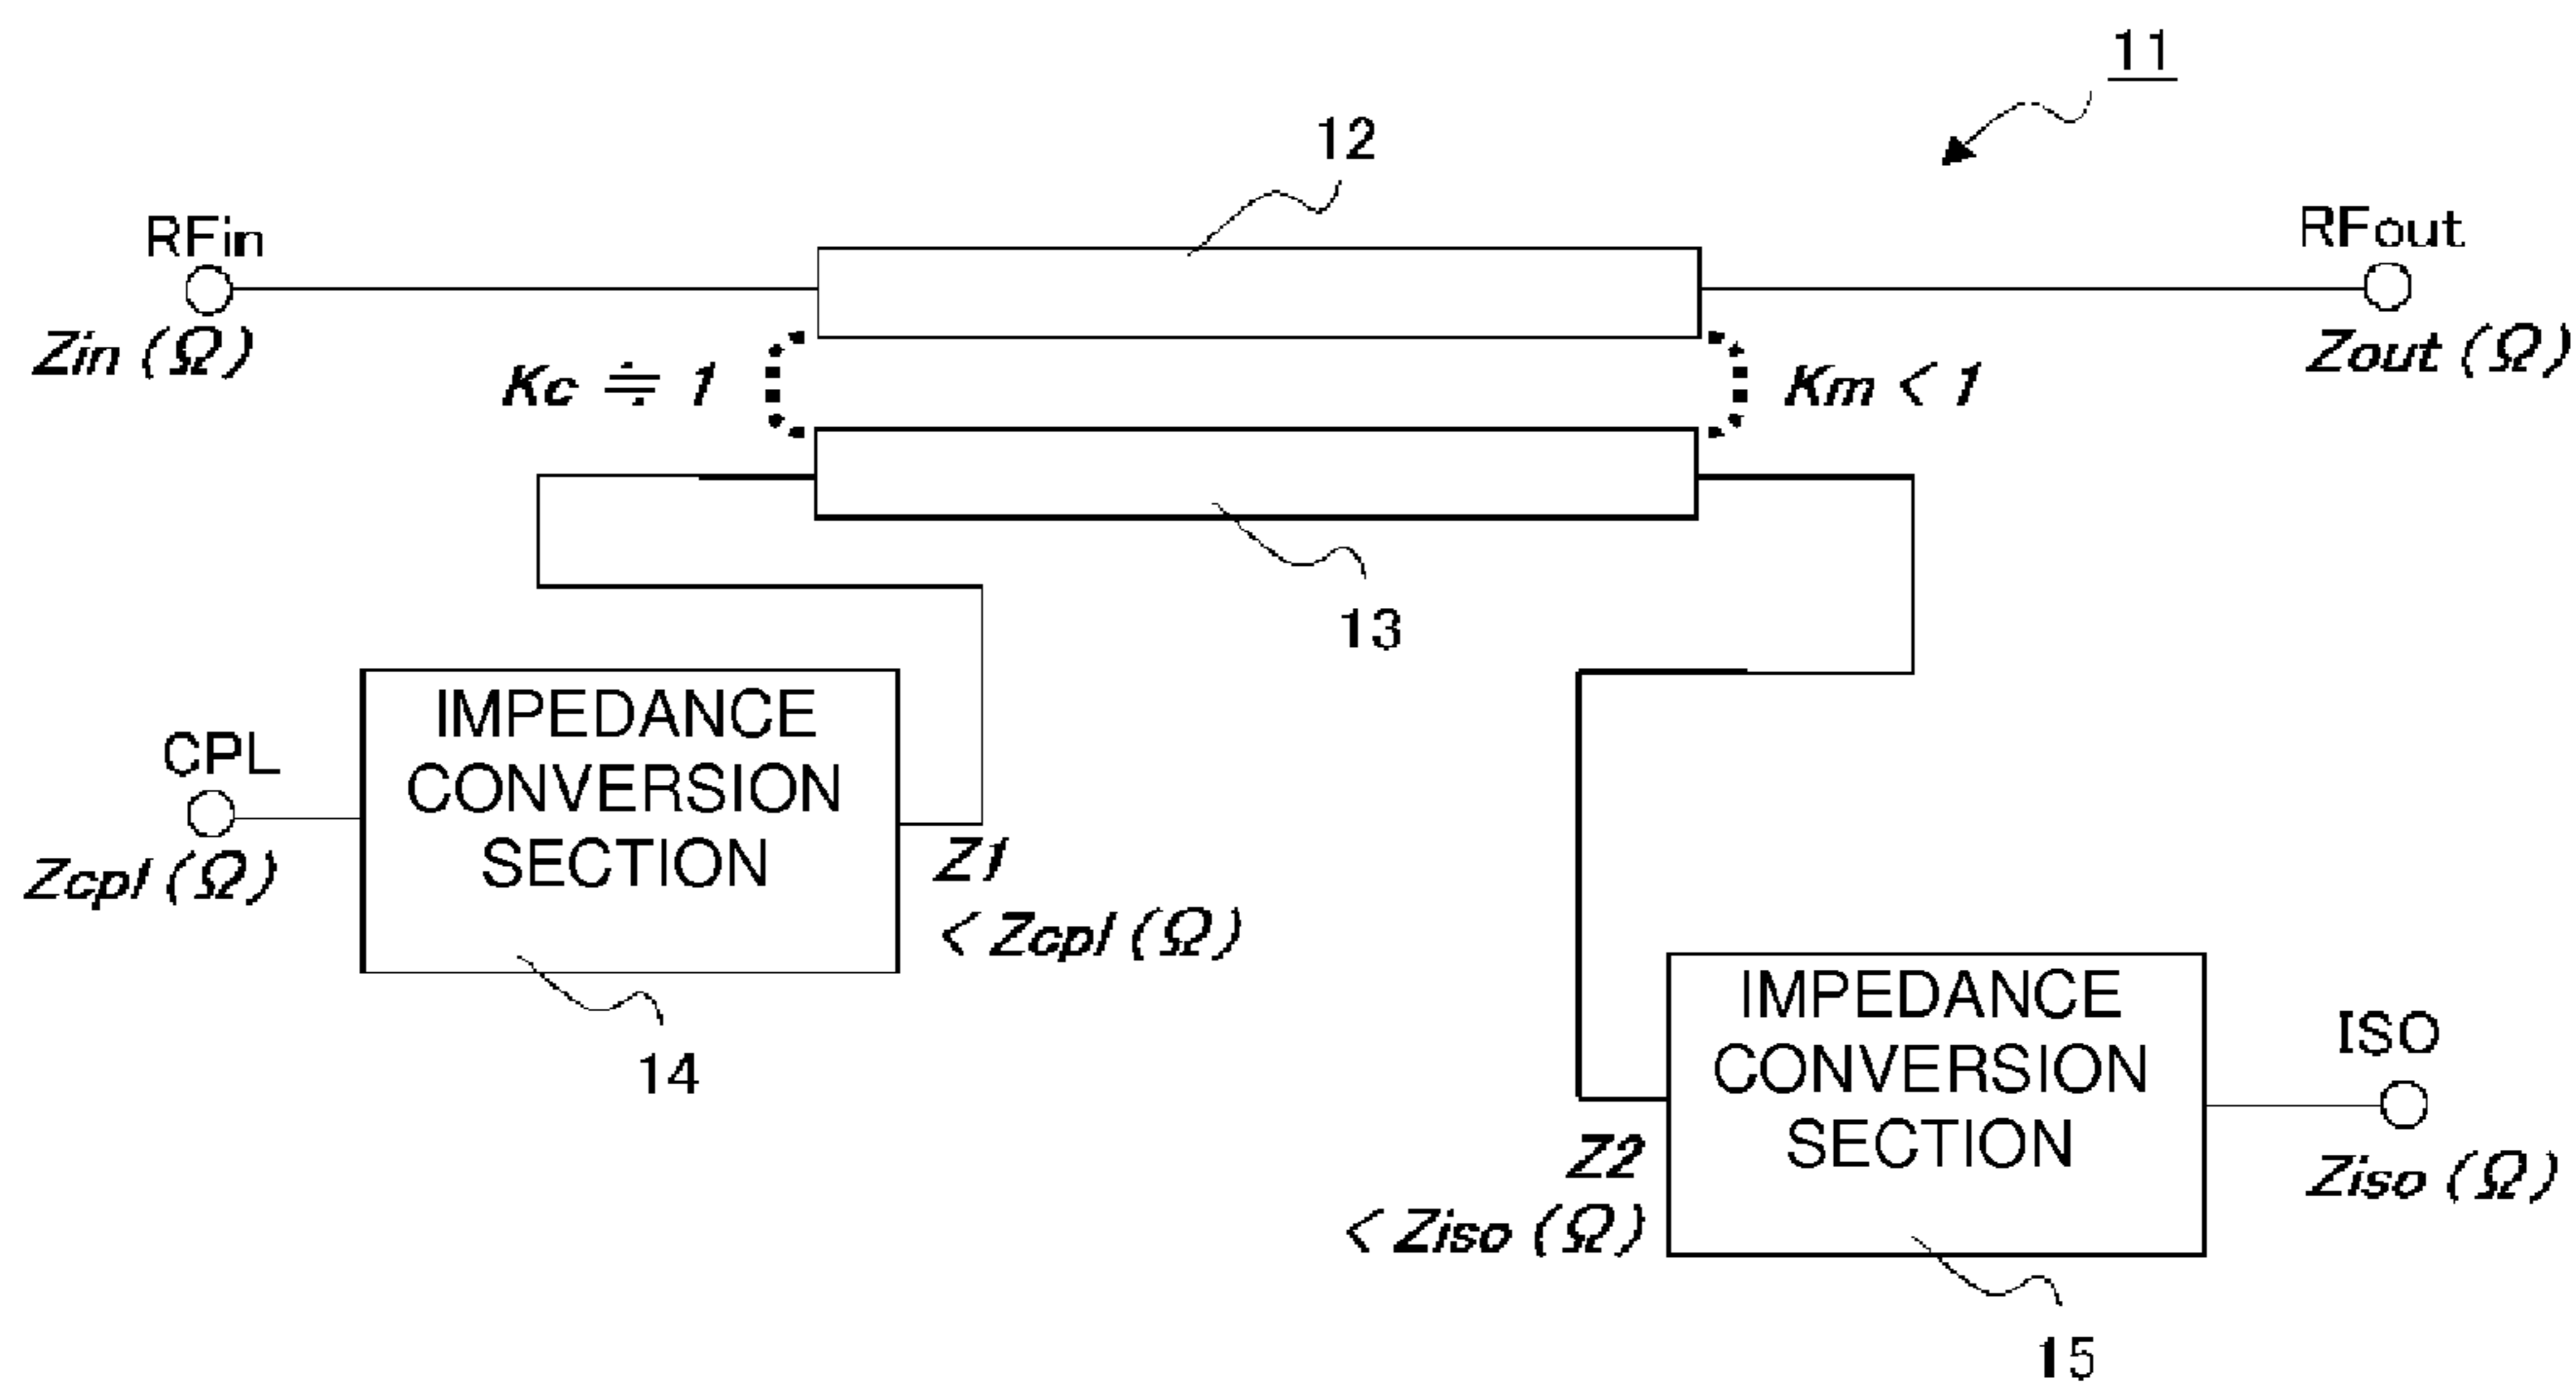 11
12
RFin
RFout
Zin (Ω)
Zout (Ω)
Kc ≒ 1
Km < 1
13
IMPEDANCE
CONVERSION
SECTION
CPL
Zcpl (Ω)
Z1
< Zcpl (Ω)
14
IMPEDANCE
CONVERSION
SECTION
Z2
< Ziso (Ω)
ISO
Ziso (Ω)
15